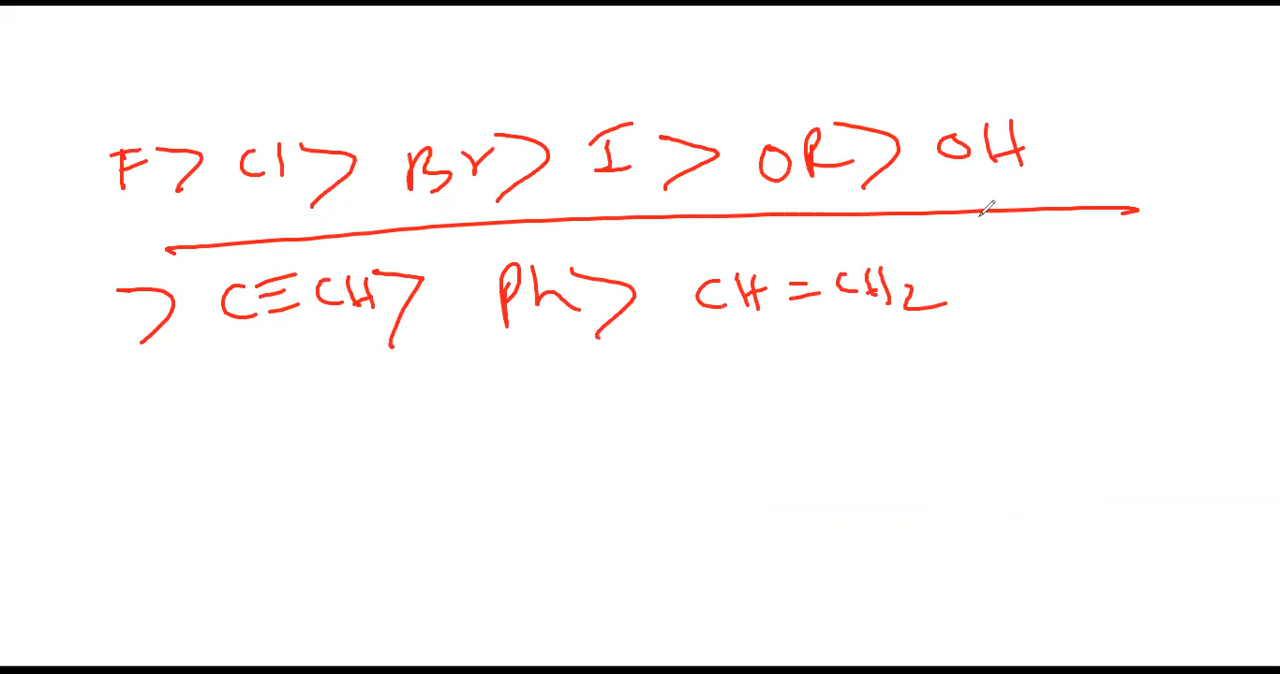 F > Cl > Br > I > OR > OH
> C≡CH > Ph > CH=CH2